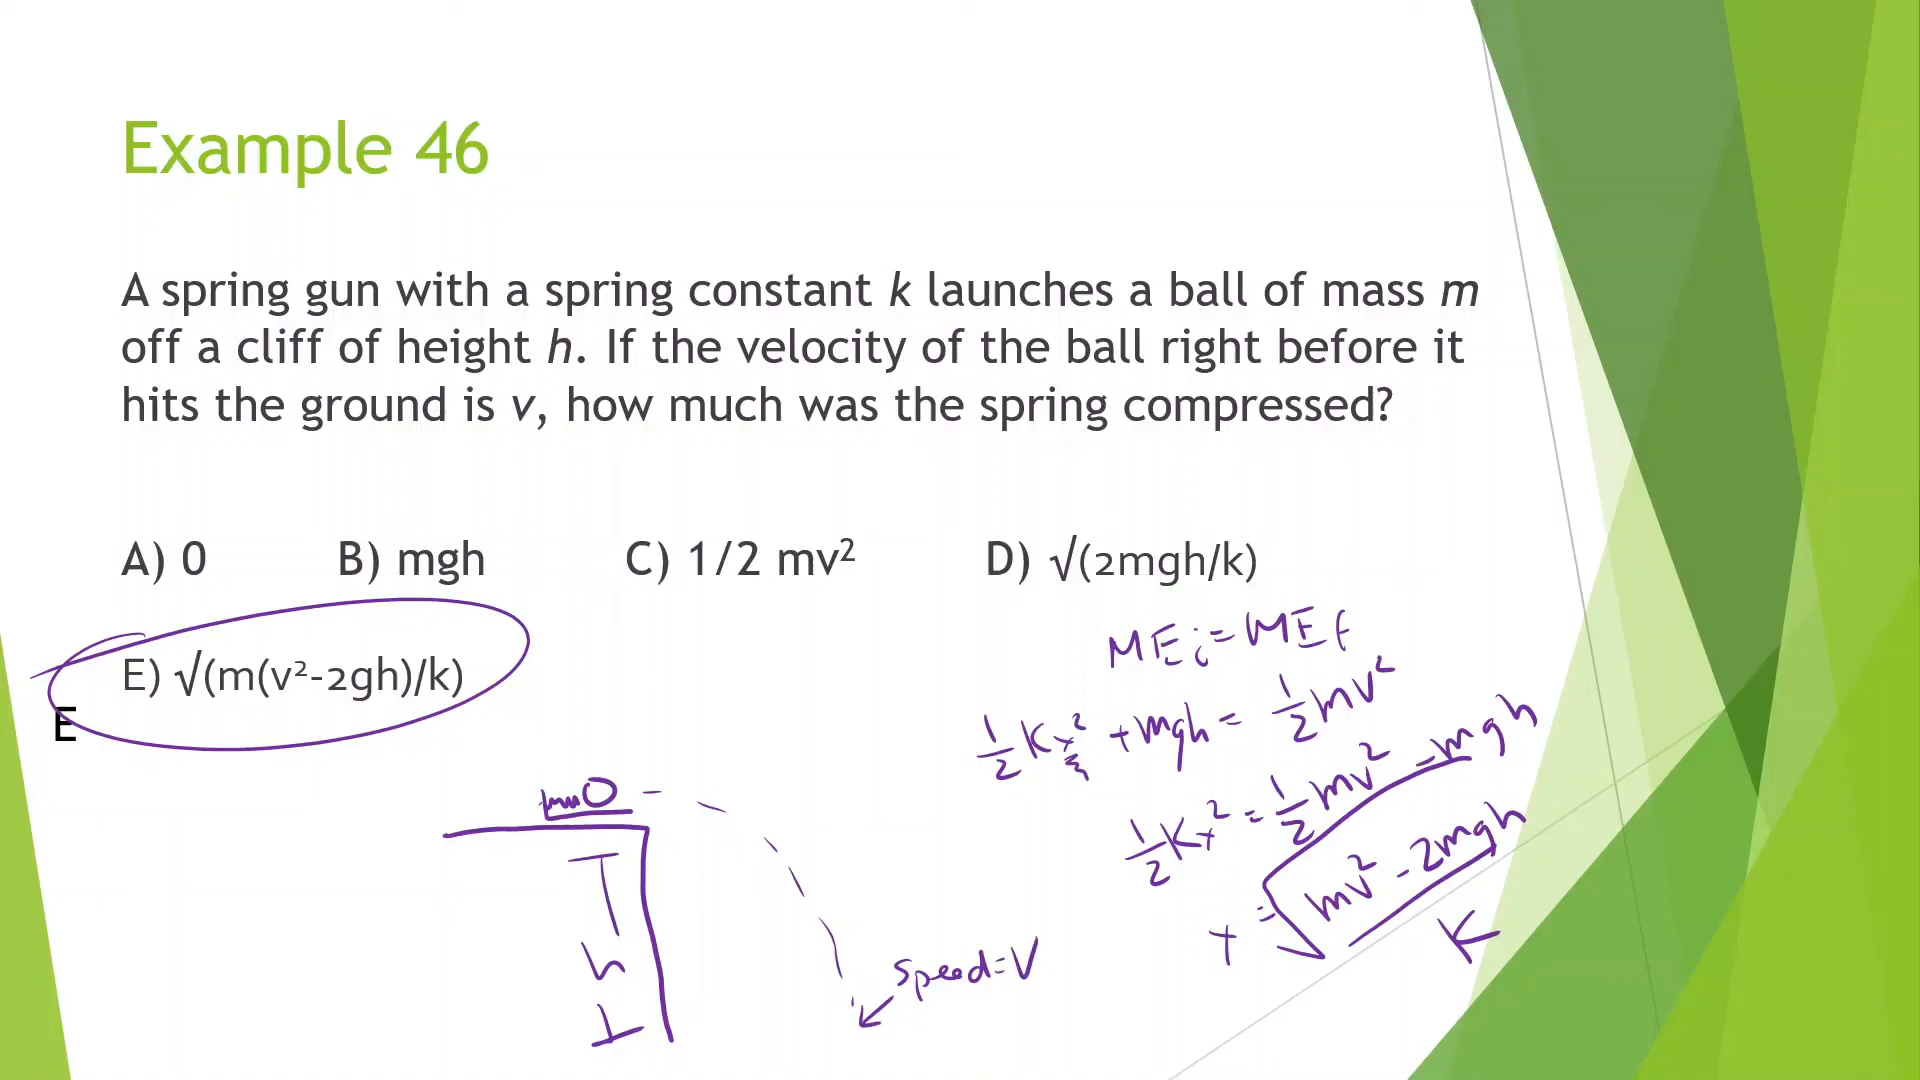 Example 46
A spring gun with a spring constant k launches a ball of mass m
off a cliff of height h. If the velocity of the ball right before it
hits the ground is v, how much was the spring compressed?
A) 0 B) mgh C) 1/2 mv² D) √(2mgh/k)
E) √(m(v²-2gh)/k)
E
MEi = MEf
1/2 Kx² + mgh = 1/2 mv²
1/2 Kx² = 1/2 mv² - mgh
x = √(mv² - 2mgh / K)
h
speed = V